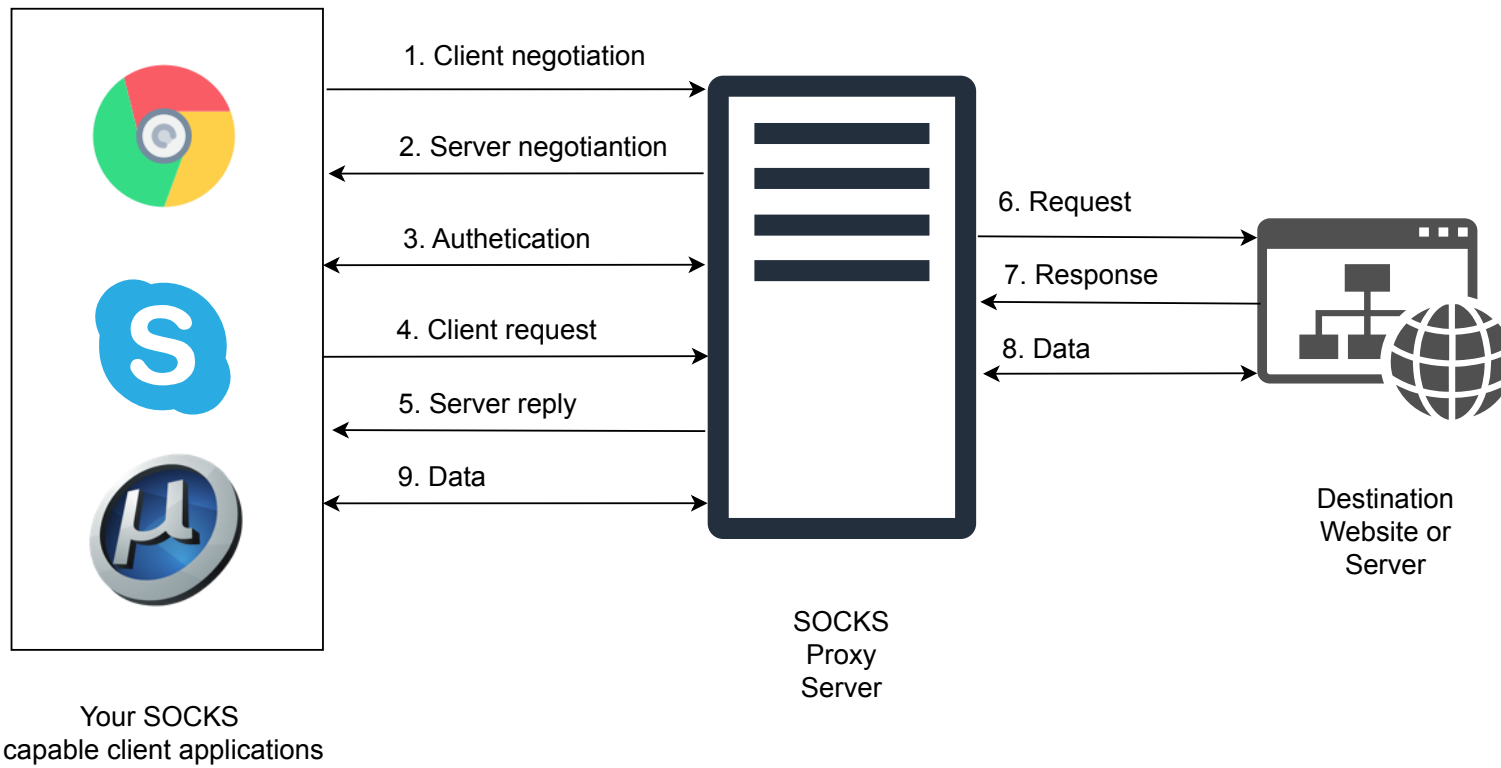 1. Client negotiation
2. Server negotiantion
3. Authetication
4. Client request
5. Server reply
9. Data
6. Request
7. Response
8. Data
S
µ
Destination
Website or
Server
SOCKS
Proxy
Server
Your SOCKS
capable client applications